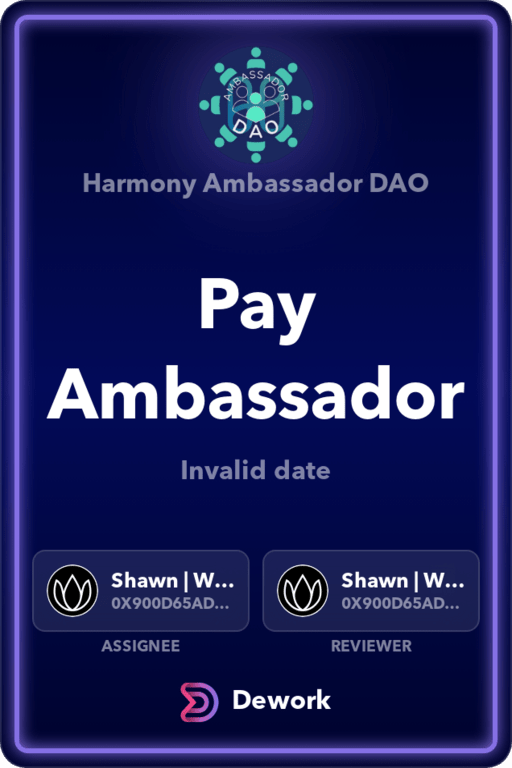 AMBASSADOR
DAO
Harmony Ambassador DAO
Pay
Ambassador
Invalid date
Shawn | W...
0X900D65AD...
Shawn | W...
0X900D65AD...
ASSIGNEE
REVIEWER
Dework